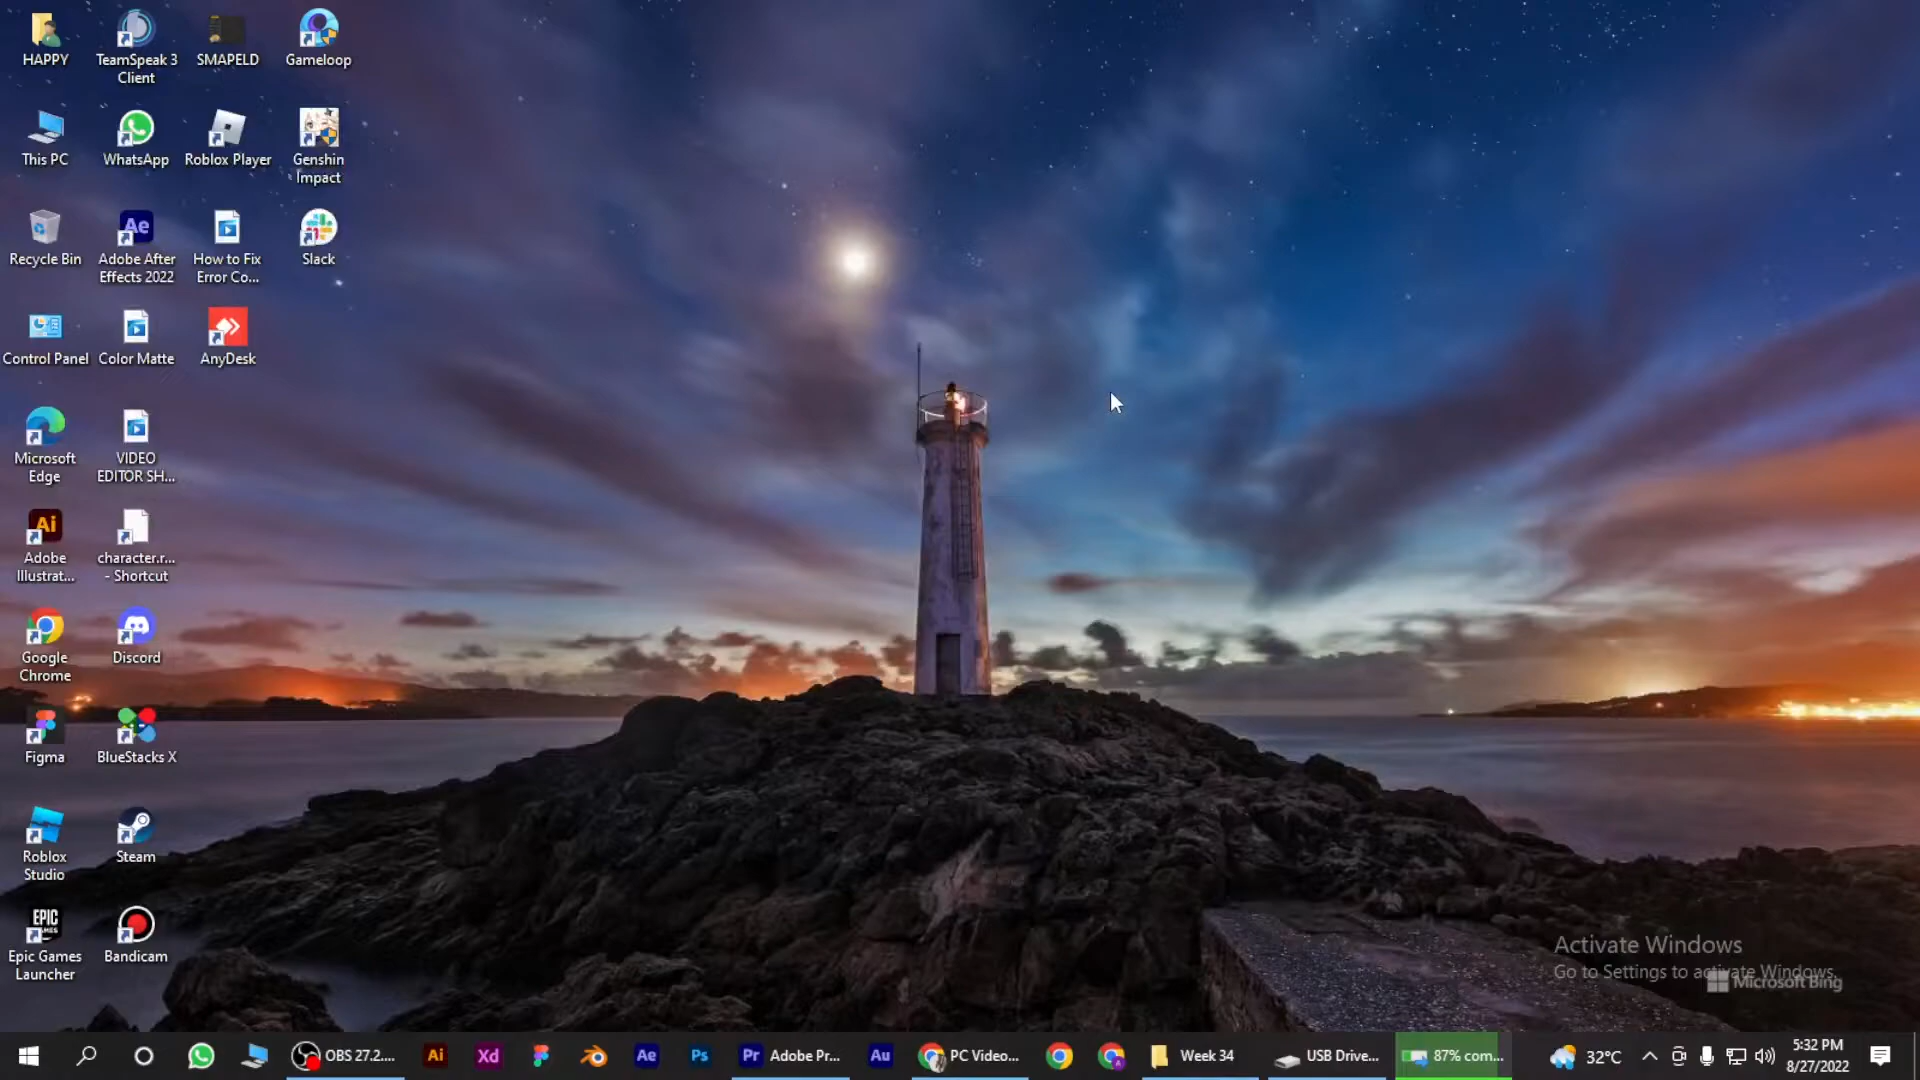 HAPPY
TeamSpeak 3
Client
SMAPELD
Gameloop
This PC
WhatsApp
Roblox Player
Genshin
Impact
Recycle Bin
Ae
Adobe After
Effects 2022
How to Fix
Error Co...
Slack
Control Panel
Color Matte
AnyDesk
Microsoft
Edge
VIDEO
EDITOR SH...
Ai
Adobe
Illustrat...
character.r...
- Shortcut
Google
Chrome
Discord
Figma
BlueStacks X
Roblox
Studio
Steam
EPIC
GAMES
Epic Games
Launcher
Bandicam
Activate Windows
Go to Settings to activate Windows.
Microsoft Bing
OBS 27.2....
Ai
Xd
Ae
Ps
Pr
Adobe Pr...
Au
PC Video...
Week 34
USB Drive...
87% com...
32°C
5:32 PM
8/27/2022